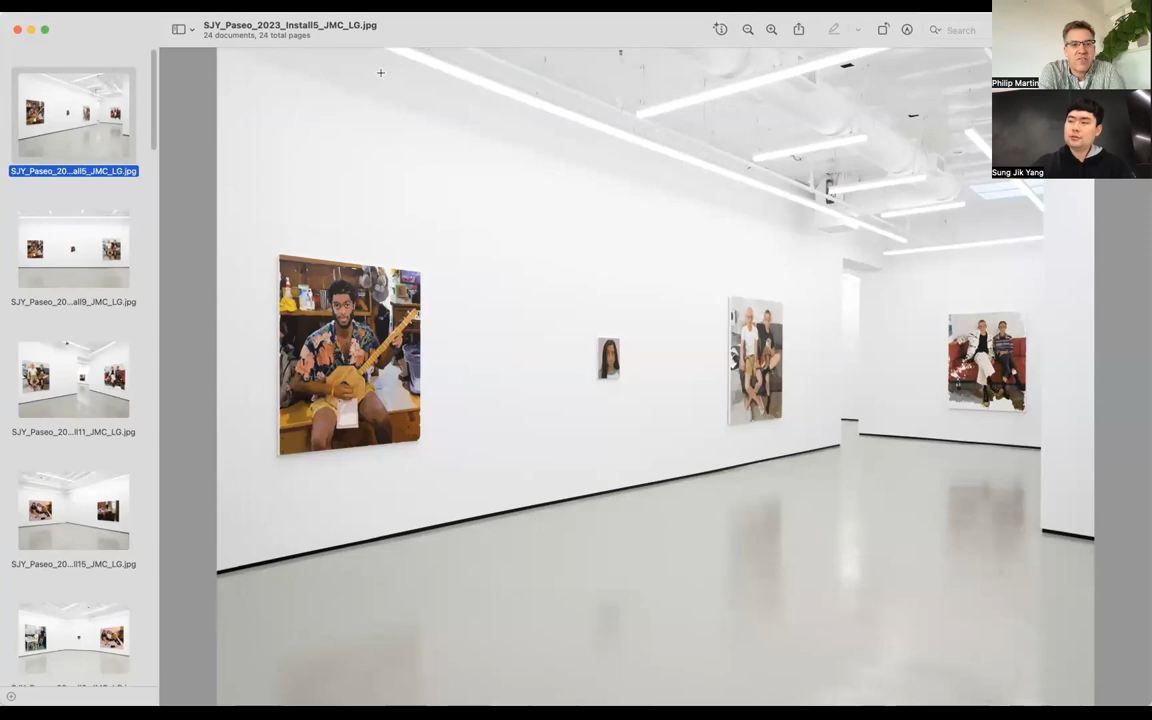 SJY_Paseo_2023_Install5_JMC_LG.jpg
24 documents, 24 total pages
Search
Philip Martin
Sung Jik Yang
SJY_Paseo_20...all5_JMC_LG.jpg
SJY_Paseo_20...all9_JMC_LG.jpg
SJY_Paseo_20...ll11_JMC_LG.jpg
SJY_Paseo_20...ll15_JMC_LG.jpg